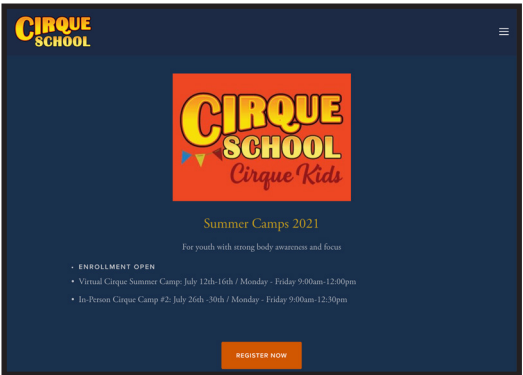 CIRQUE
SCHOOL
CIRQUE
SCHOOL
Cirque Kids
Summer Camps 2021
For youth with strong body awareness and focus
• ENROLLMENT OPEN
• Virtual Cirque Summer Camp: July 12th-16th / Monday - Friday 9:00am-12:00pm
• In-Person Cirque Camp #2: July 26th -30th / Monday - Friday 9:00am-12:30pm
REGISTER NOW